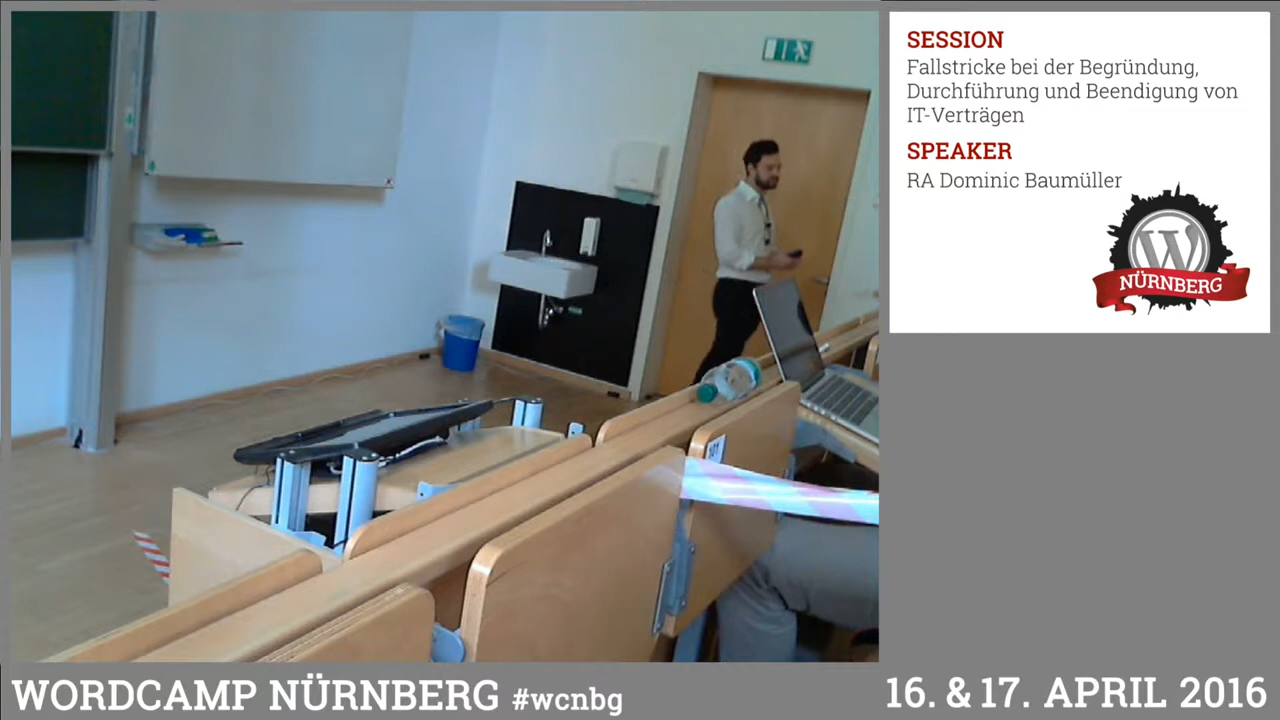 SESSION
Fallstricke bei der Begründung,
Durchführung und Beendigung von
IT-Verträgen
SPEAKER
RA Dominic Baumüller
W
NÜRNBERG
WORDCAMP NÜRNBERG #wcnbg
16. & 17. APRIL 2016